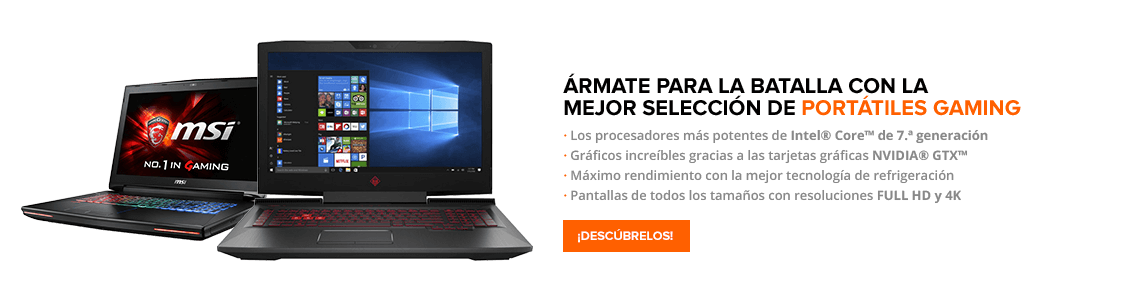 ÁRMATE PARA LA BATALLA CON LA
MEJOR SELECCIÓN DE PORTÁTILES GAMING
· Los procesadores más potentes de Intel® Core™ de 7.ª generación
· Gráficos increíbles gracias a las tarjetas gráficas NVIDIA® GTX™
· Máximo rendimiento con la mejor tecnología de refrigeración
· Pantallas de todos los tamaños con resoluciones FULL HD y 4K
¡DESCÚBRELOS!
msi
NO.1 IN GAMING
msi
NETFLIX